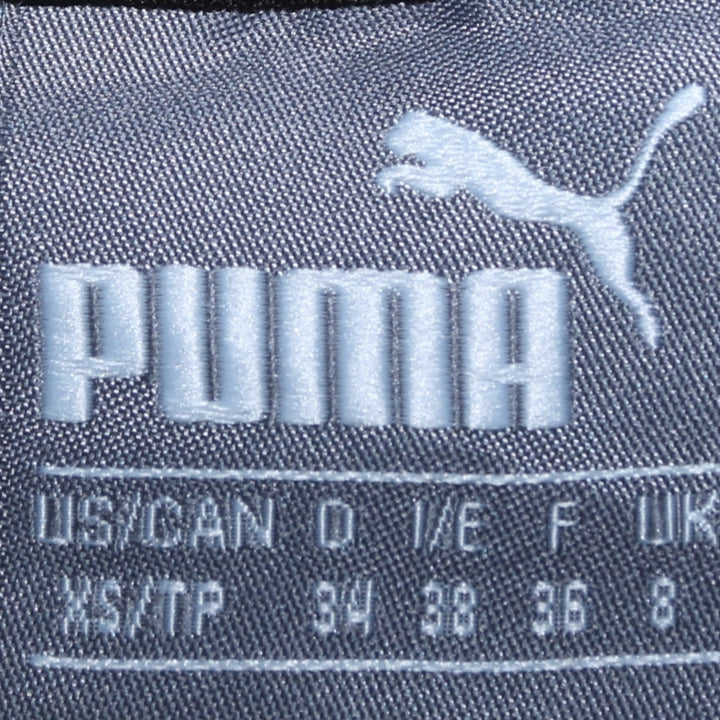 PUMA
US/CAN D I/E F UK
XS/TP 34 38 36 8